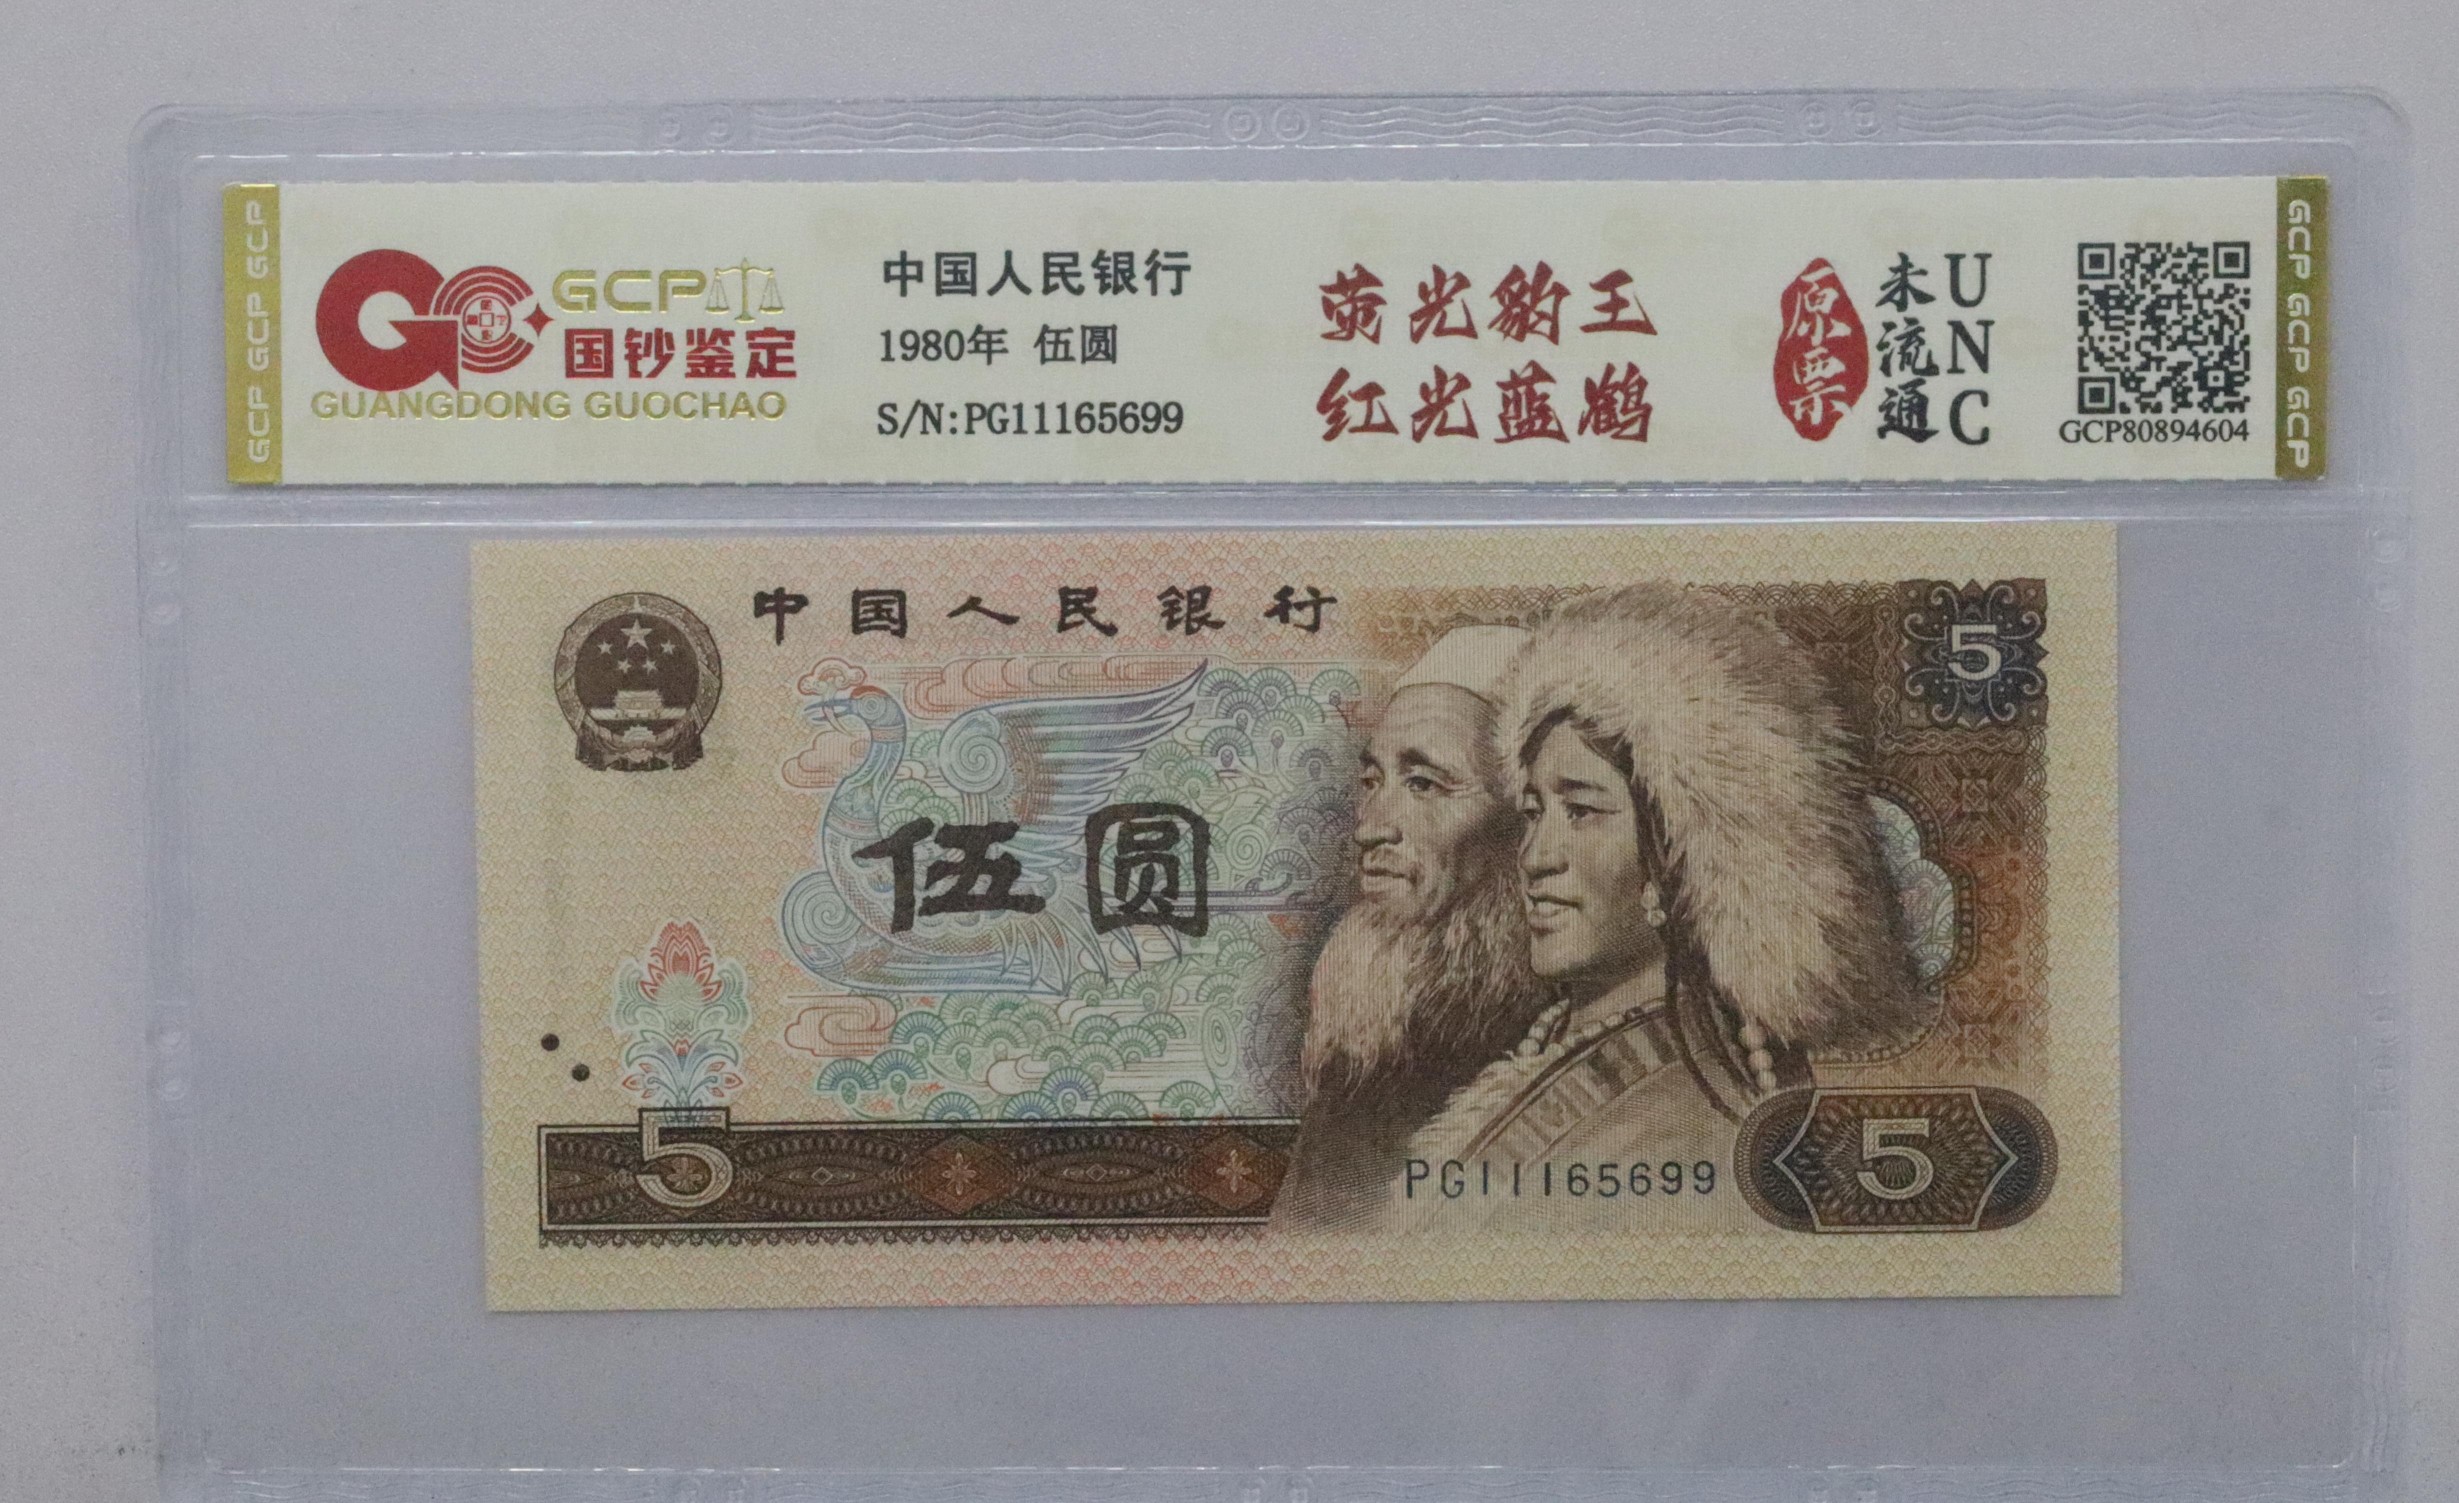 GCP GCP GCP
GCP
国钞鉴定
GUANGDONG GUOCHAO
中国人民银行
1980年 伍圆
S/N:PG11165699
荧光豹王
红光蓝鹤
原票
未流通
UNC
GCP80894604
GCP GCP GCP
中国人民银行
5
伍圆
5
PG11165699
5